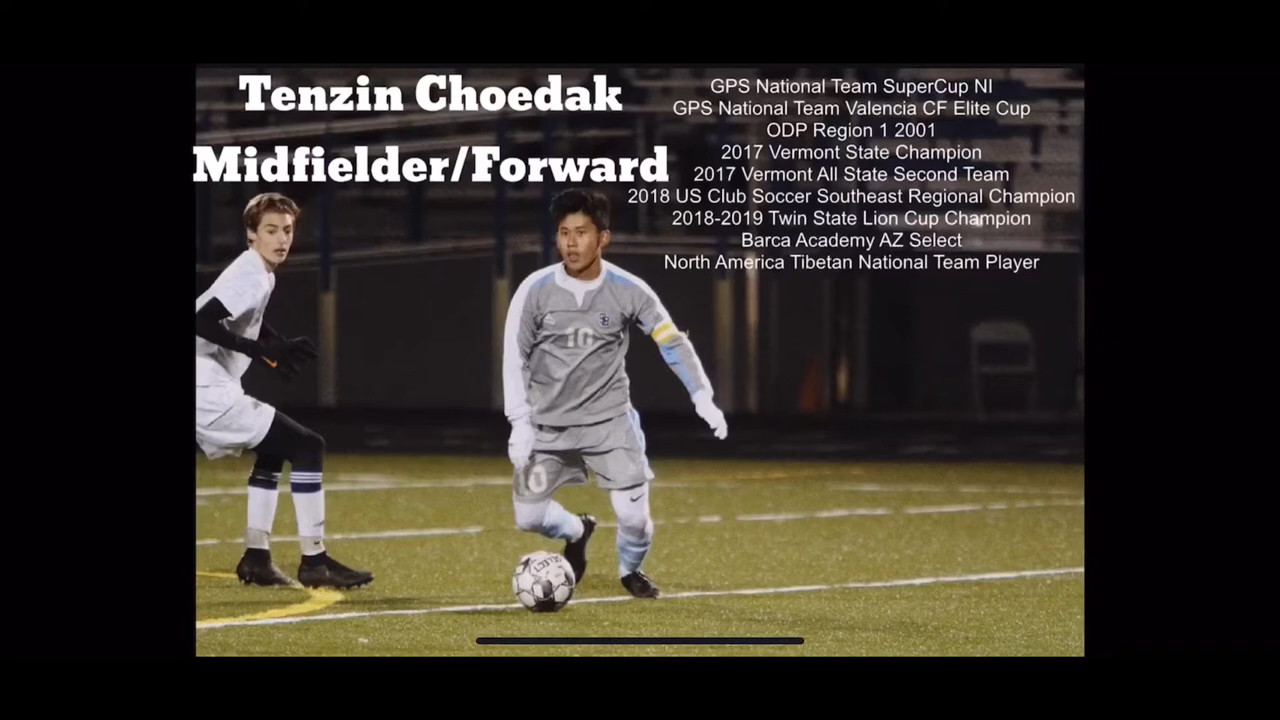 Tenzin Choedak
Midfielder/Forward
GPS National Team SuperCup NI
GPS National Team Valencia CF Elite Cup
ODP Region 1 2001
2017 Vermont State Champion
2017 Vermont All State Second Team
2018 US Club Soccer Southeast Regional Champion
2018-2019 Twin State Lion Cup Champion
Barca Academy AZ Select
North America Tibetan National Team Player
10
SELECT